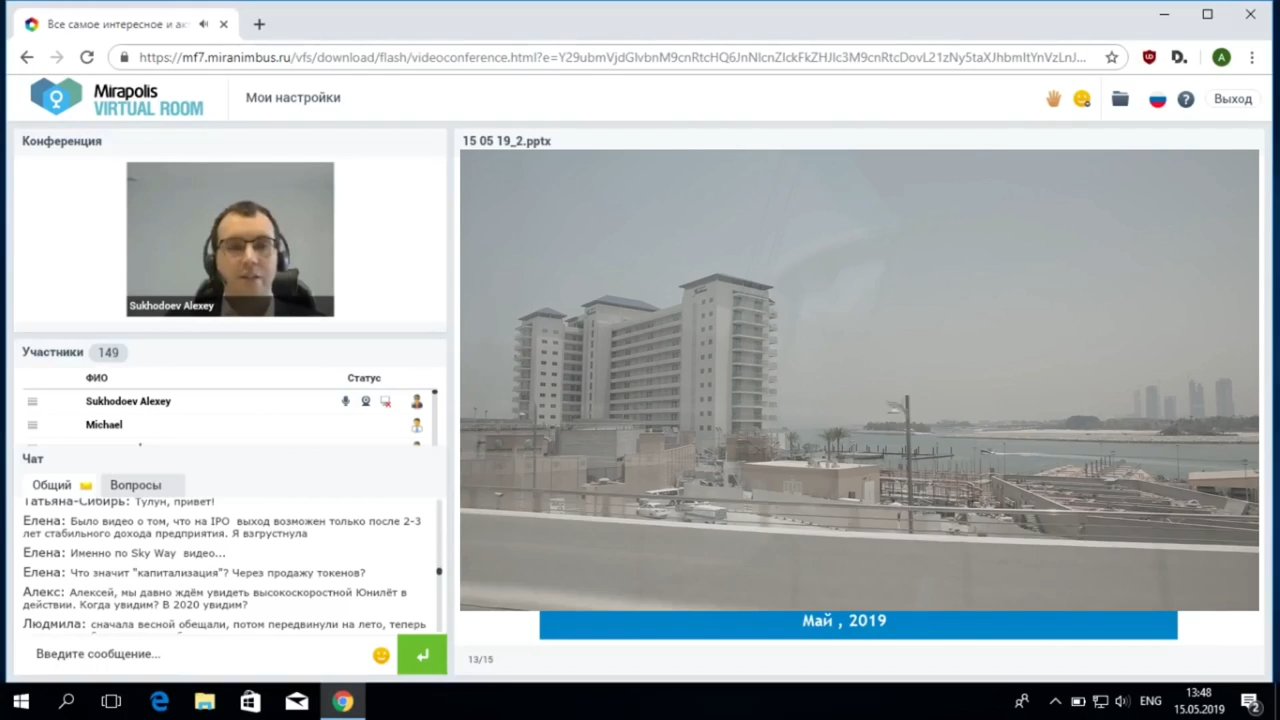 Все самое интересное и ак
https://mf7.miranimbus.ru/vfs/download/flash/videoconference.html?e=Y29ubmVjdGlvbnM9cnRtcHQ6JnNlcnZlckFkZHJlc3M9cnRtcDovL21zNy5taXJhbmltYnVzLnJ...
Mirapolis
VIRTUAL ROOM
Мои настройки
Выход
Конференция
Sukhodoev Alexey
Участники 149
ФИО Статус
Sukhodoev Alexey
Michael
Чат
Общий Вопросы
Татьяна-Сибирь: Тулун, привет!
Елена: Было видео о том, что на IPO выход возможен только после 2-3
лет стабильного дохода предприятия. Я взгрустнула
Елена: Именно по Sky Way видео...
Елена: Что значит "капитализация"? Через продажу токенов?
Алекс: Алексей, мы давно ждём увидеть высокоскоростной Юнилёт в
действии. Когда увидим? В 2020 увидим?
Людмила: сначала весной обещали, потом передвинули на лето, теперь
Введите сообщение...
15 05 19_2.pptx
Май , 2019
13/15
ENG
13:48
15.05.2019
2